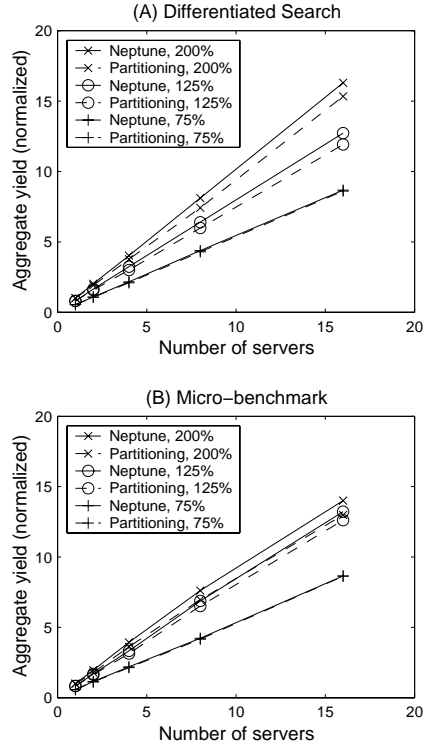 (A) Differentiated Search
20
15
10
5
0
Aggregate yield (normalized)
Neptune, 200%
Partitioning, 200%
Neptune, 125%
Partitioning, 125%
Neptune, 75%
Partitioning, 75%
0 5 10 15 20
Number of servers
(B) Micro−benchmark
20
15
10
5
0
Aggregate yield (normalized)
Neptune, 200%
Partitioning, 200%
Neptune, 125%
Partitioning, 125%
Neptune, 75%
Partitioning, 75%
0 5 10 15 20
Number of servers